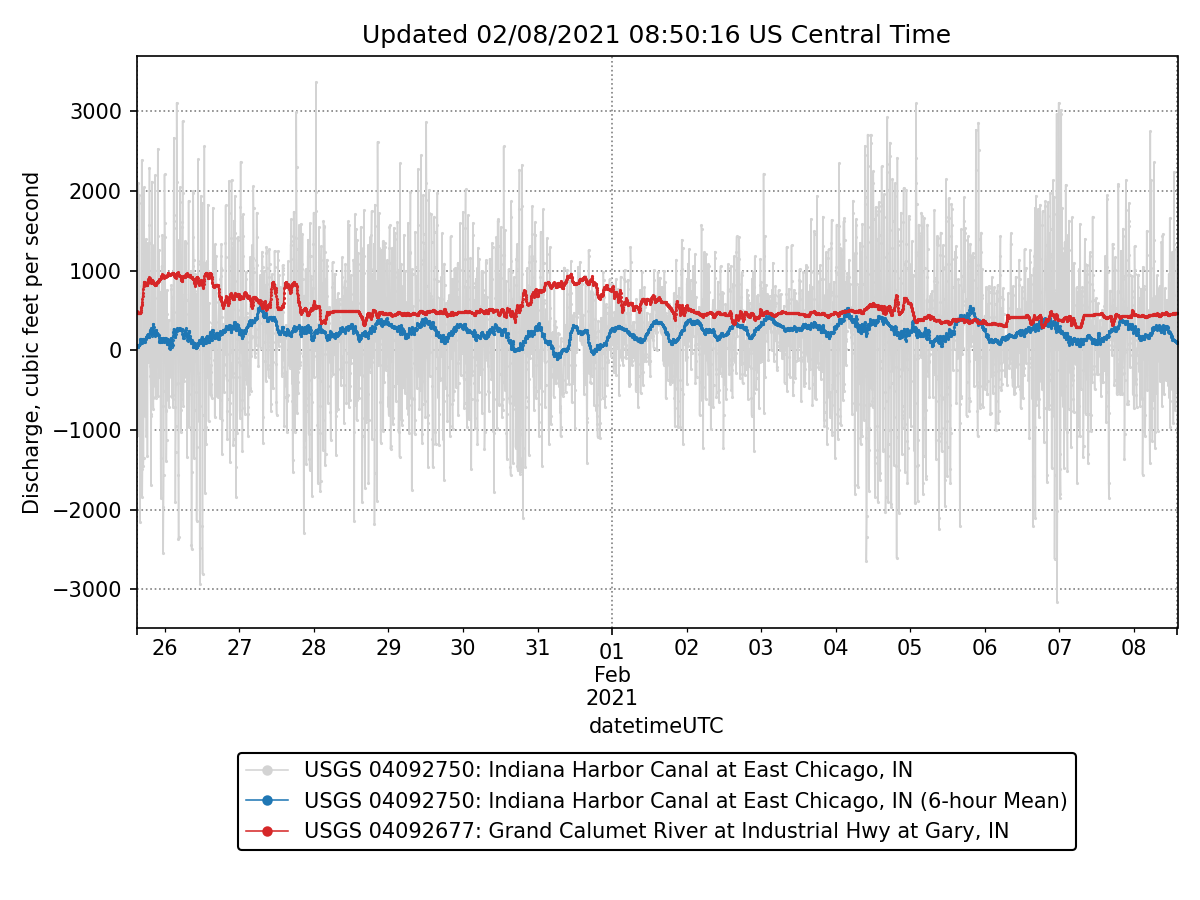 Updated 02/08/2021 08:50:16 US Central Time
Discharge, cubic feet per second
3000
2000
1000
0
−1000
−2000
−3000
26 27 28 29 30 31 01 02 03 04 05 06 07 08
Feb
2021
datetimeUTC
USGS 04092750: Indiana Harbor Canal at East Chicago, IN
USGS 04092750: Indiana Harbor Canal at East Chicago, IN (6-hour Mean)
USGS 04092677: Grand Calumet River at Industrial Hwy at Gary, IN